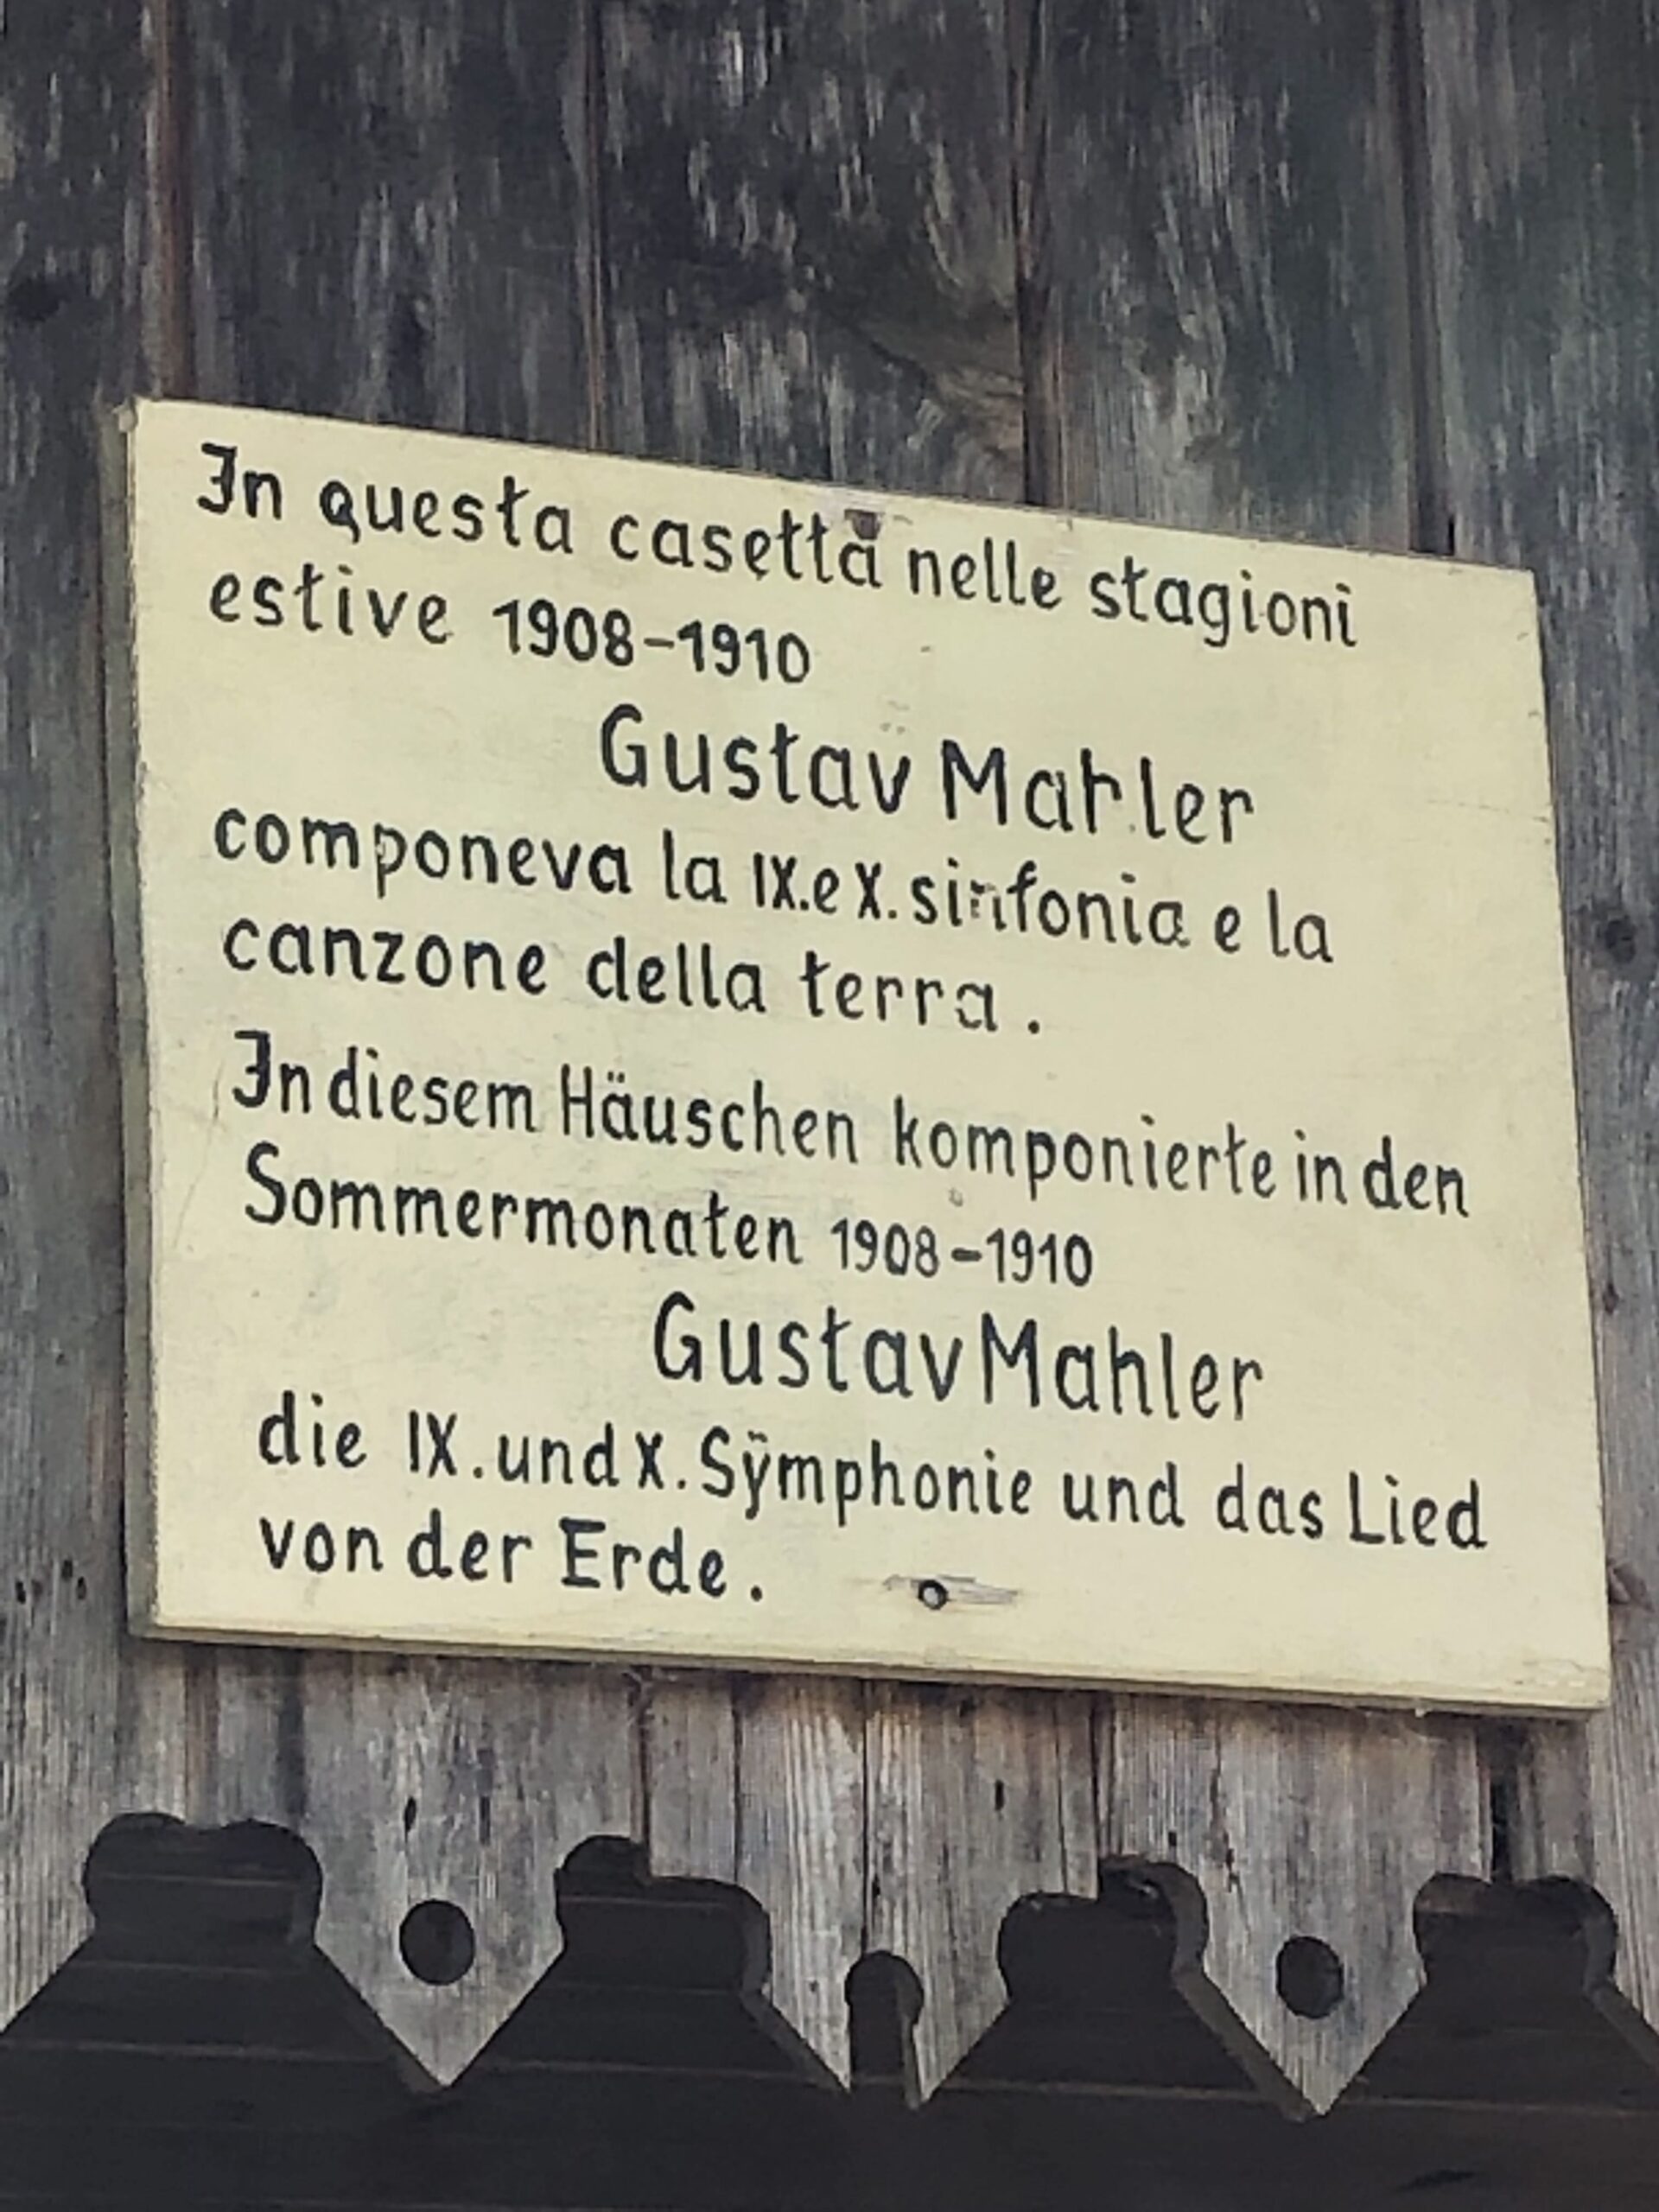 In questa casetta nelle stagioni
estive 1908-1910
Gustav Mahler
componeva la IX.e X. sinfonia e la
canzone della terra.
In diesem Häuschen komponierte in den
Sommermonaten 1908-1910
Gustav Mahler
die IX. und X. Sÿmphonie und das Lied
von der Erde.